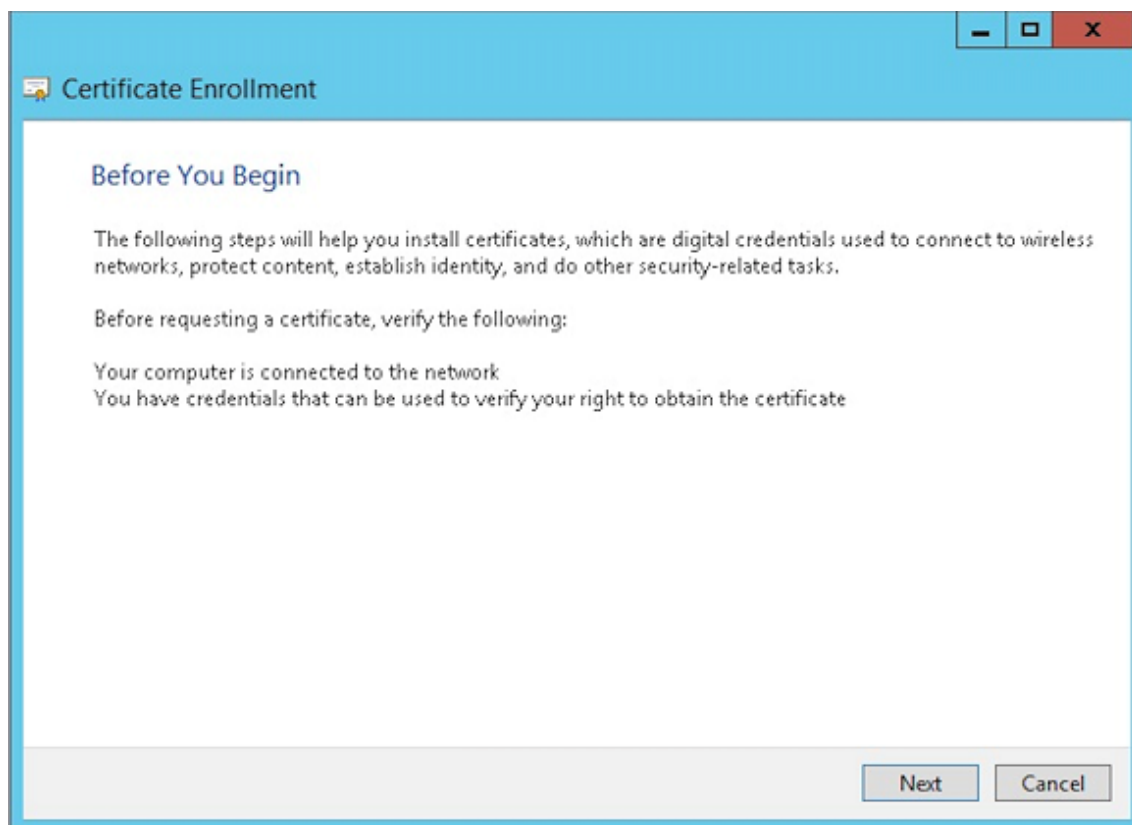 Certificate Enrollment
Before You Begin
The following steps will help you install certificates, which are digital credentials used to connect to wireless
networks, protect content, establish identity, and do other security-related tasks.
Before requesting a certificate, verify the following:
Your computer is connected to the network
You have credentials that can be used to verify your right to obtain the certificate
Next
Cancel